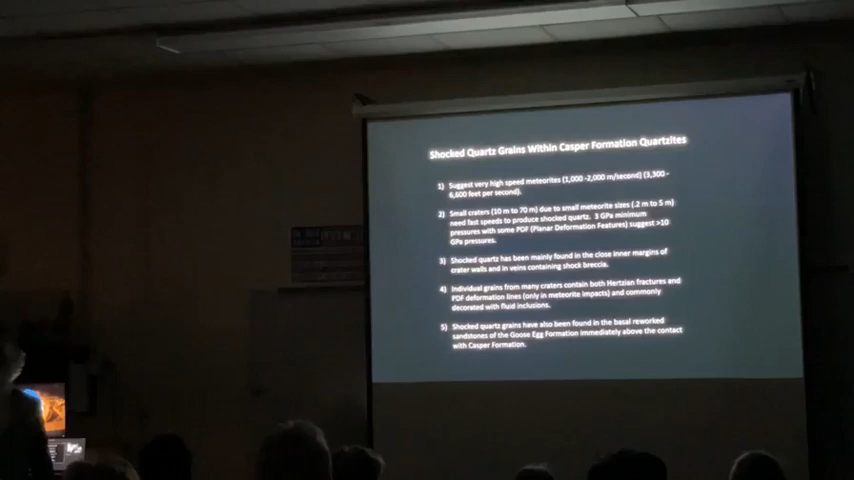 Shocked Quartz Grains Within Casper Formation Quartzites
1) Suggest very high speed meteorites (1,000 -2,000 m/second) (3,300 -
6,600 feet per second).
2) Small craters (10 m to 70 m) due to small meteorite sizes (.2 m to 5 m)
need fast speeds to produce shocked quartz. 3 GPa minimum
pressures with some PDF (Planar Deformation Features) suggest >10
GPa pressures.
3) Shocked quartz has been mainly found in the close inner margins of
crater walls and in veins containing shock breccia.
4) Individual grains from many craters contain both Hertzian fractures and
PDF deformation lines (only in meteorite impacts) and commonly
decorated with fluid inclusions.
5) Shocked quartz grains have also been found in the basal reworked
sandstones of the Goose Egg Formation immediately above the contact
with Casper Formation.